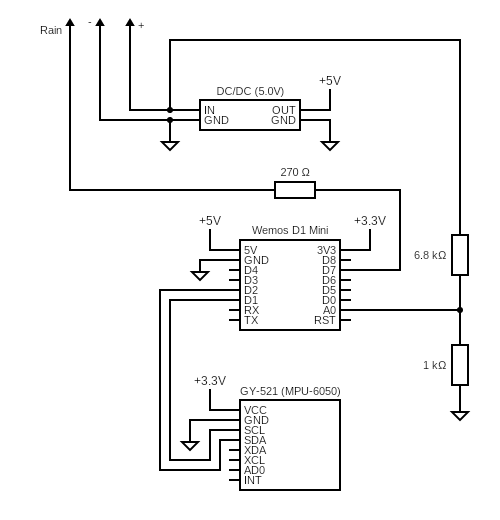 Rain - +
DC/DC (5.0V) +5V
IN OUT
GND GND
270 Ω
+5V +3.3V
Wemos D1 Mini
5V 3V3
GND D8
D4 D7
D3 D6
D2 D5
D1 D0
RX A0
TX RST
6.8 kΩ
1 kΩ
+3.3V
GY-521 (MPU-6050)
VCC
GND
SCL
SDA
XDA
XCL
AD0
INT